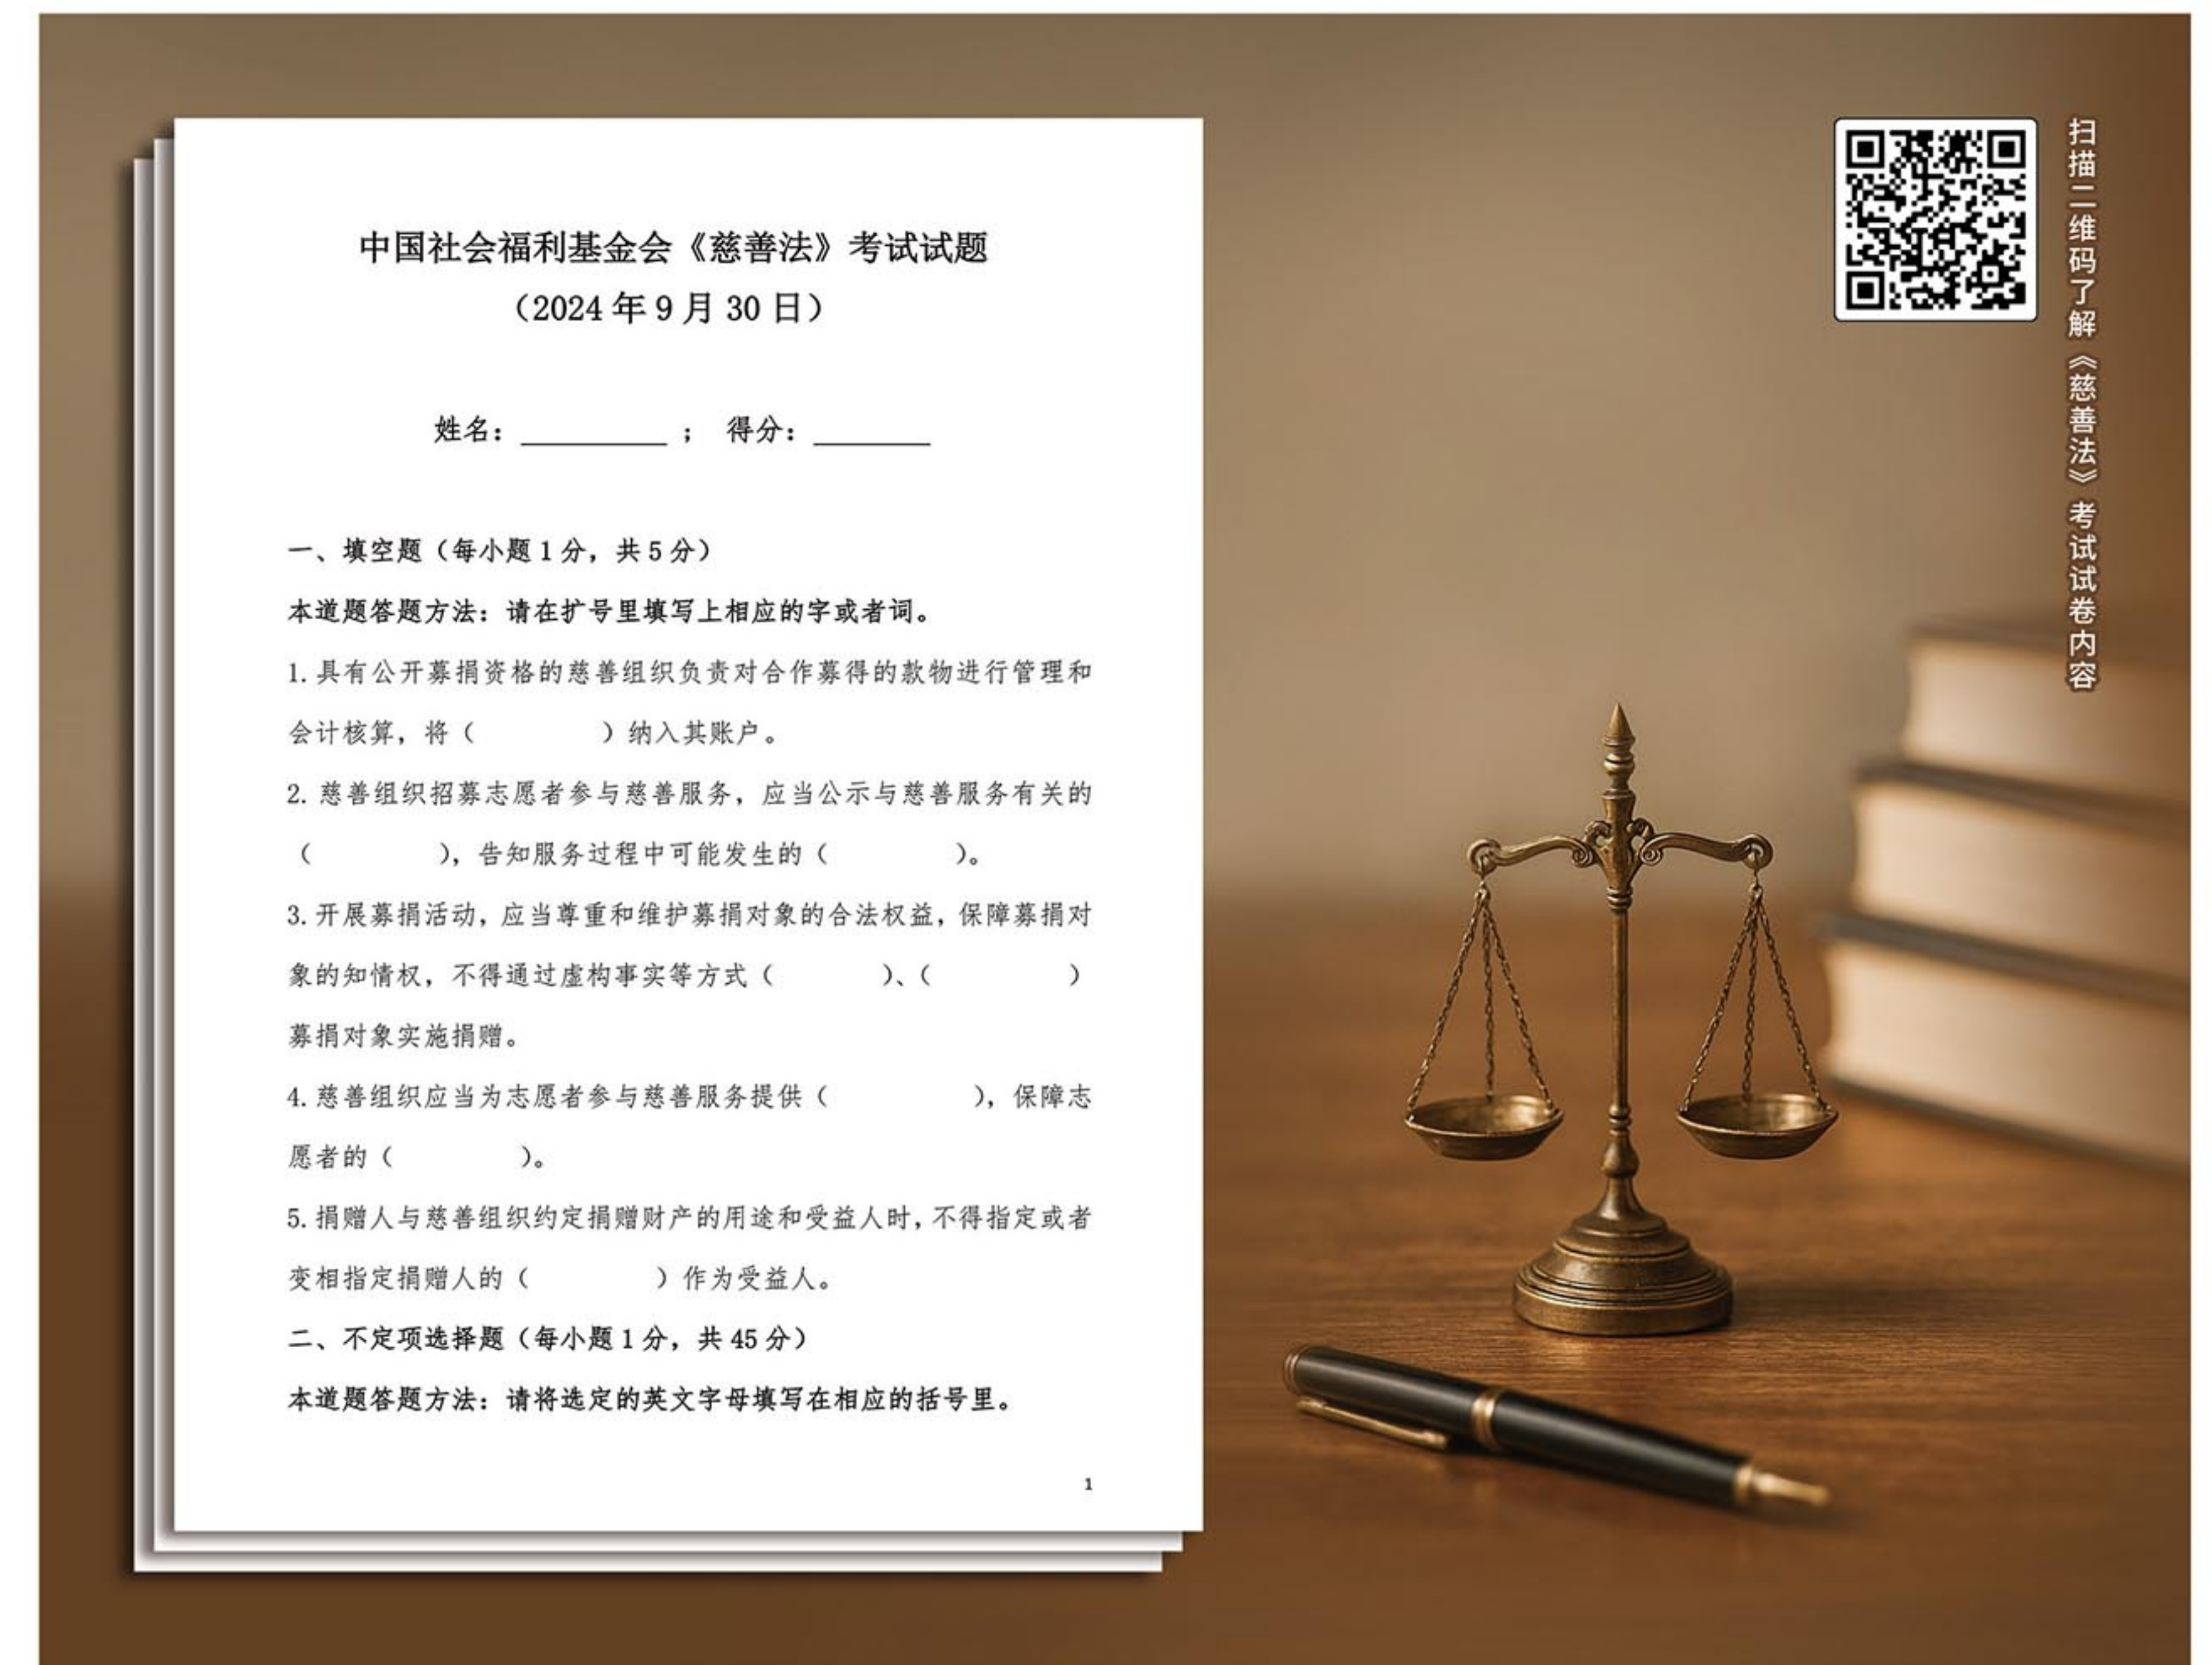 中国社会福利基金会《慈善法》考试试题
（2024 年 9 月 30 日）
姓名：________ ； 得分：________
一、填空题（每小题 1 分，共 5 分）
本道题答题方法：请在扩号里填写上相应的字或者词。
1. 具有公开募捐资格的慈善组织负责对合作募得的款物进行管理和
会计核算，将（　　　　）纳入其账户。
2. 慈善组织招募志愿者参与慈善服务，应当公示与慈善服务有关的
（　　　　），告知服务过程中可能发生的（　　　　）。
3. 开展募捐活动，应当尊重和维护募捐对象的合法权益，保障募捐对
象的知情权，不得通过虚构事实等方式（　　　　）、（　　　　）
募捐对象实施捐赠。
4. 慈善组织应当为志愿者参与慈善服务提供（　　　　），保障志
愿者的（　　　　）。
5. 捐赠人与慈善组织约定捐赠财产的用途和受益人时，不得指定或者
变相指定捐赠人的（　　　　）作为受益人。
二、不定项选择题（每小题 1 分，共 45 分）
本道题答题方法：请将选定的英文字母填写在相应的括号里。
1
扫描二维码了解《慈善法》考试试卷内容